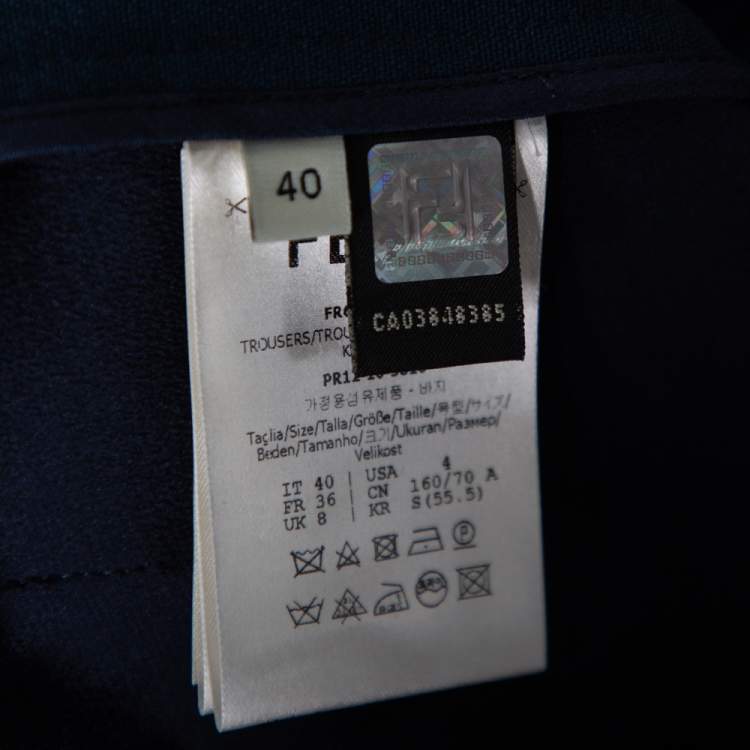 40
CA03848385
TROUSERS/TROU
가정용섬유제품 - 바지
Taglia/Size/Talla/Größe/Taille/족형/サイズ/
Beden/Tamanho/크기/Ukuran/Размер/
Velikost
IT 40
FR 36
UK 8
USA 4
CN 160/70 A
KR S(55.5)